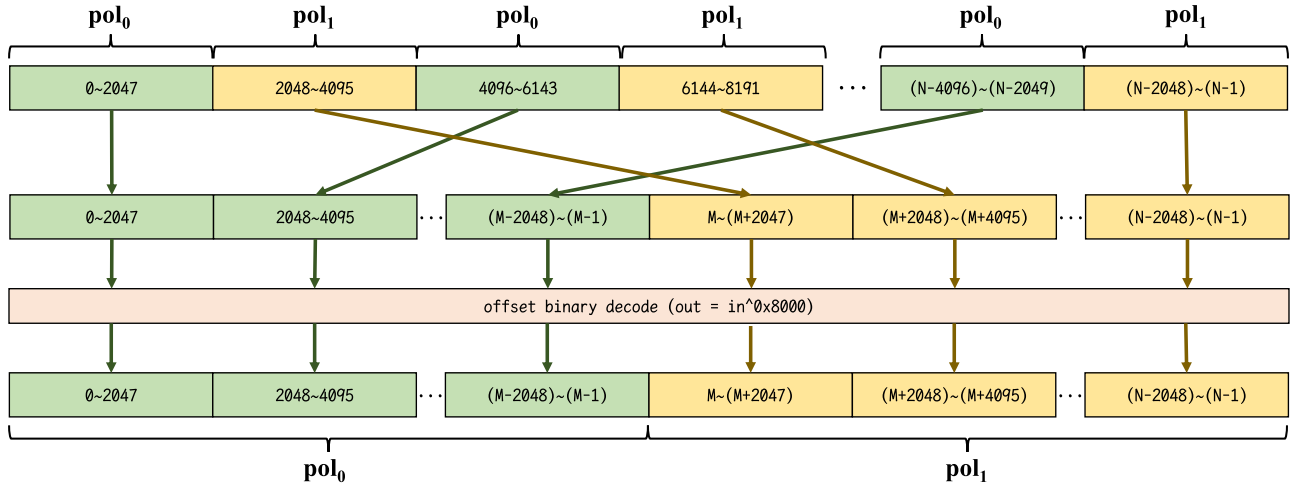 pol0 pol1 pol0 pol1 pol0 pol1
0~2047 2048~4095 4096~6143 6144~8191 ··· (N-4096)~(N-2049) (N-2048)~(N-1)
0~2047 2048~4095 ··· (M-2048)~(M-1) M~(M+2047) (M+2048)~(M+4095) ··· (N-2048)~(N-1)
offset binary decode (out = in^0x8000)
0~2047 2048~4095 ··· (M-2048)~(M-1) M~(M+2047) (M+2048)~(M+4095) ··· (N-2048)~(N-1)
pol0 pol1